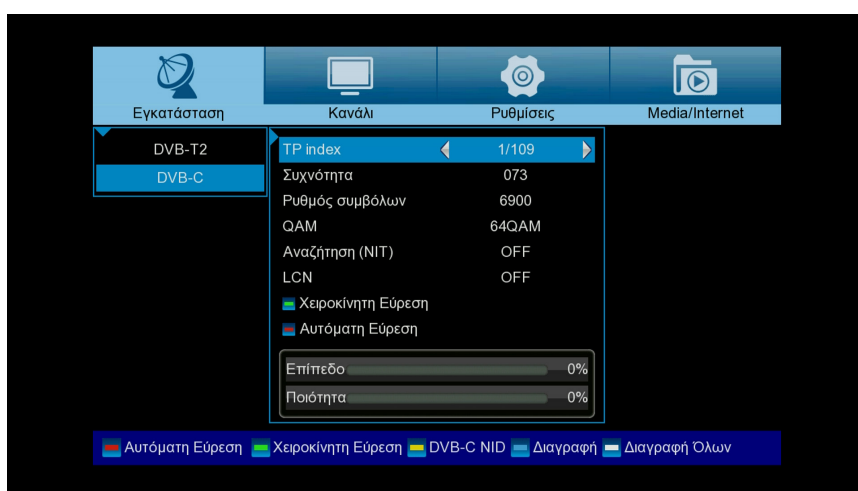 Εγκατάσταση Κανάλι Ρυθμίσεις Media/Internet
DVB-T2
DVB-C
TP index 1/109
Συχνότητα 073
Ρυθμός συμβόλων 6900
QAM 64QAM
Αναζήτηση (NIT) OFF
LCN OFF
Χειροκίνητη Εύρεση
Αυτόματη Εύρεση
Επίπεδο 0%
Ποιότητα 0%
Αυτόματη Εύρεση Χειροκίνητη Εύρεση DVB-C NID Διαγραφή Διαγραφή Όλων